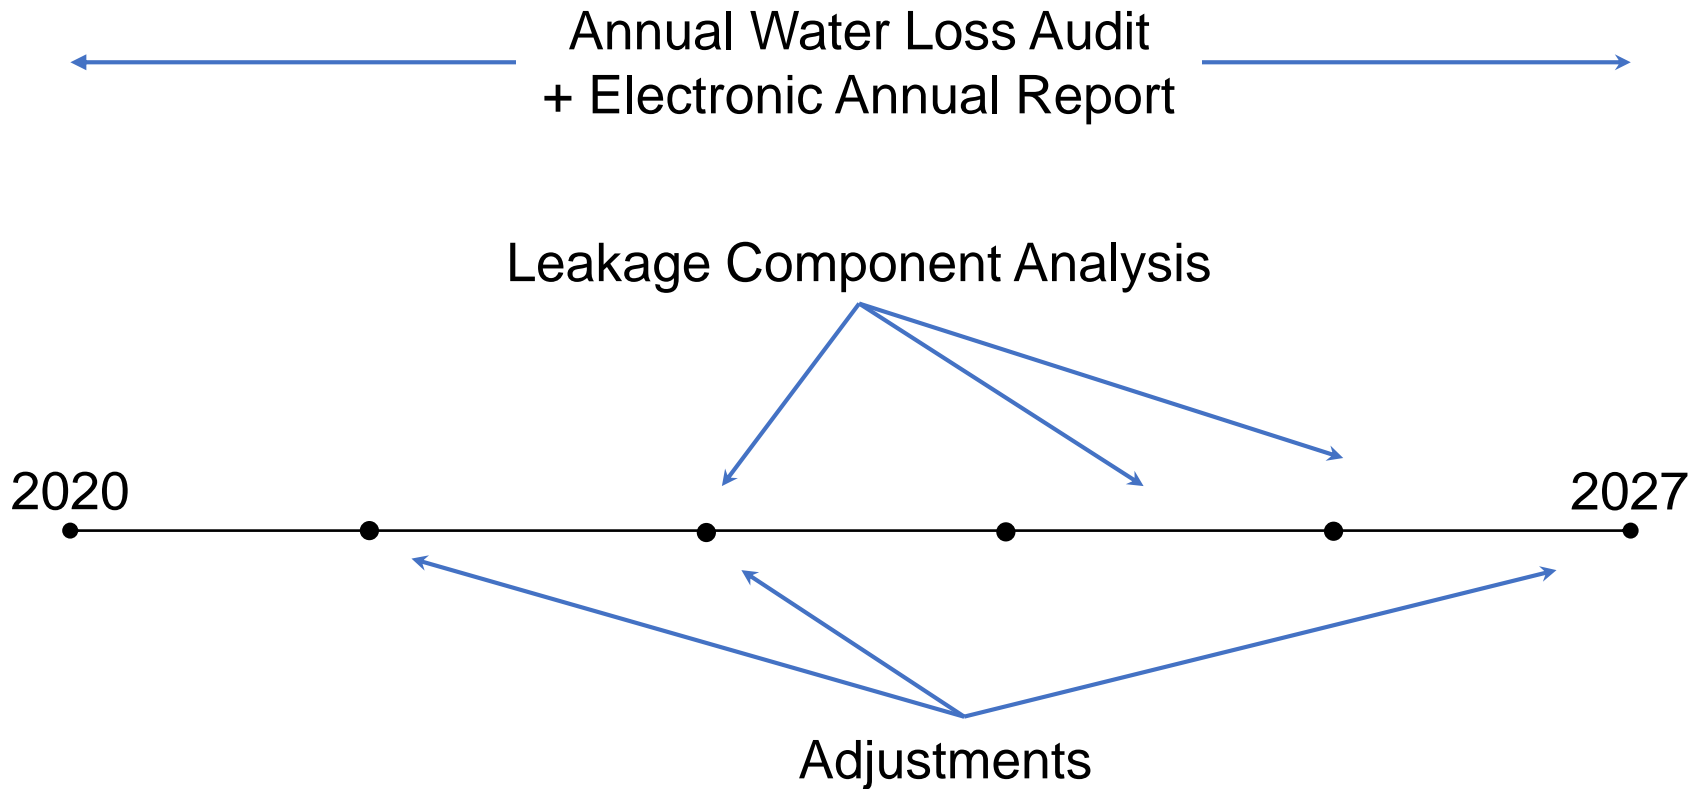 Annual Water Loss Audit
+ Electronic Annual Report
Leakage Component Analysis
2020
2027
Adjustments